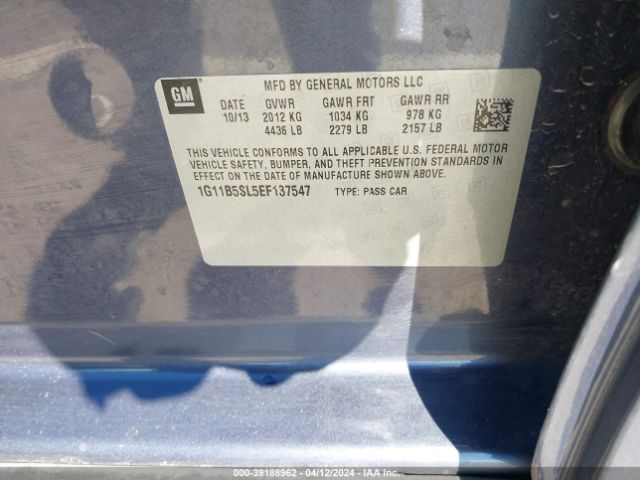 GM
MFD BY GENERAL MOTORS LLC
DATE GVWR GAWR FRT GAWR RR
10/13 2012 KG 1034 KG 978 KG
4436 LB 2279 LB 2157 LB
THIS VEHICLE CONFORMS TO ALL APPLICABLE U.S. FEDERAL MOTOR
VEHICLE SAFETY, BUMPER, AND THEFT PREVENTION STANDARDS IN
EFFECT ON THE DATE OF MANUFACTURE SHOWN ABOVE.
1G11B5SL5EF137547 TYPE: PASS CAR
000-39188962 - 04/12/2024 - IAA Inc.